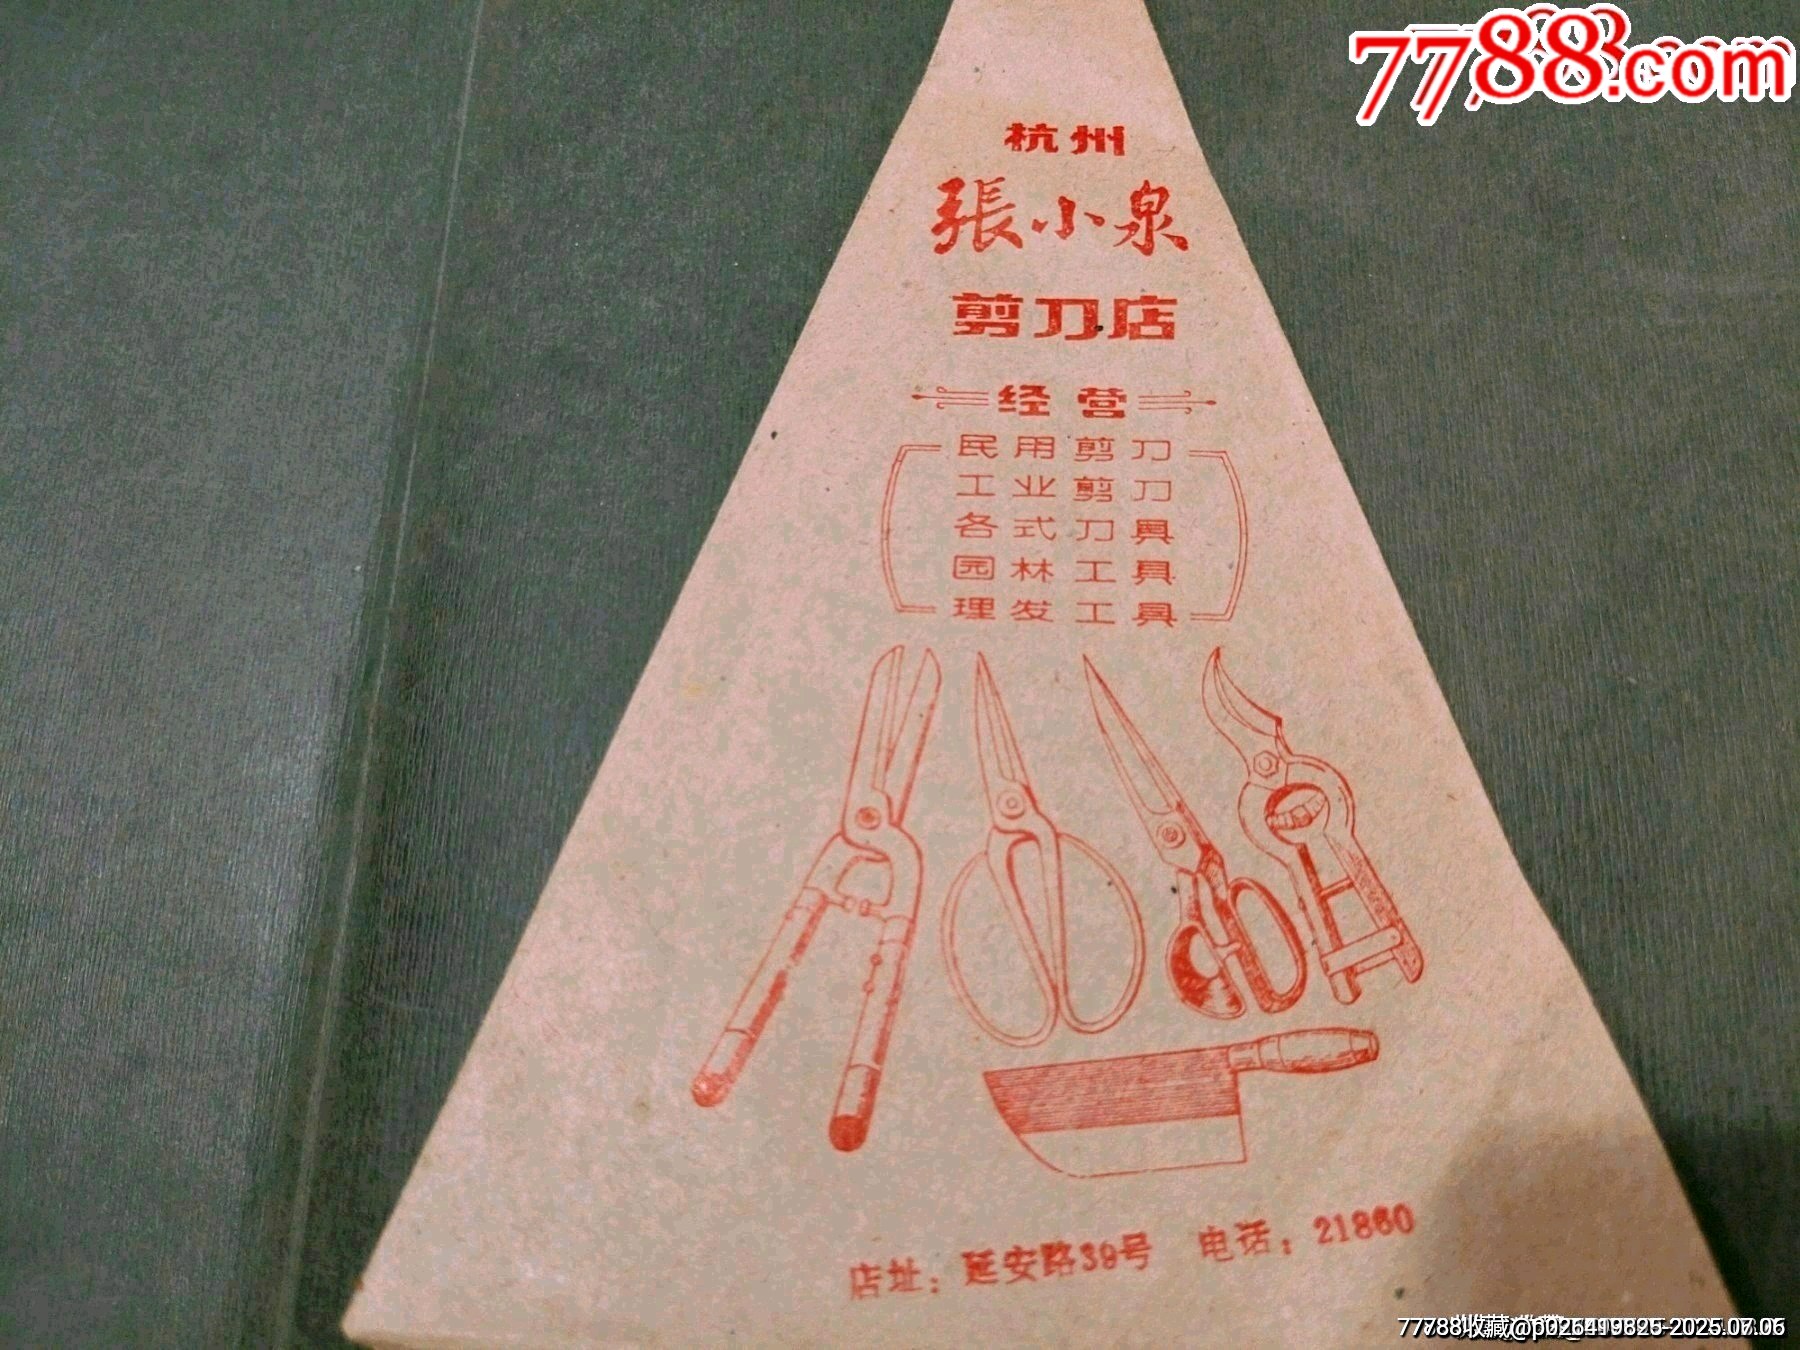 7788.com
杭州
張小泉
剪刀店
经营
民用剪刀
工业剪刀
各式刀具
园林工具
理发工具
店址：延安路39号 电话：21860